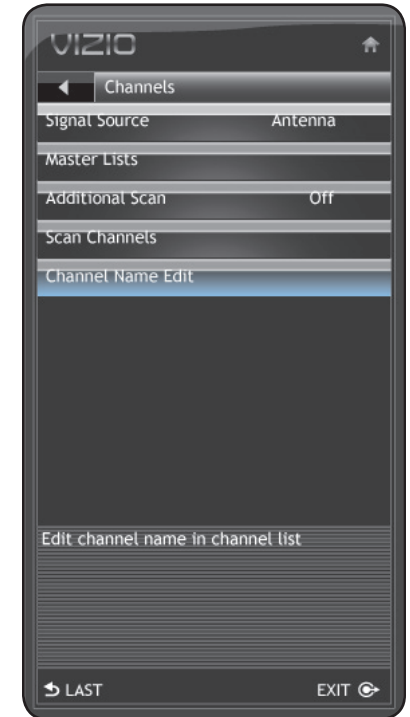 VIZIO
Channels
Signal Source Antenna
Master Lists
Additional Scan Off
Scan Channels
Channel Name Edit
Edit channel name in channel list
LAST EXIT